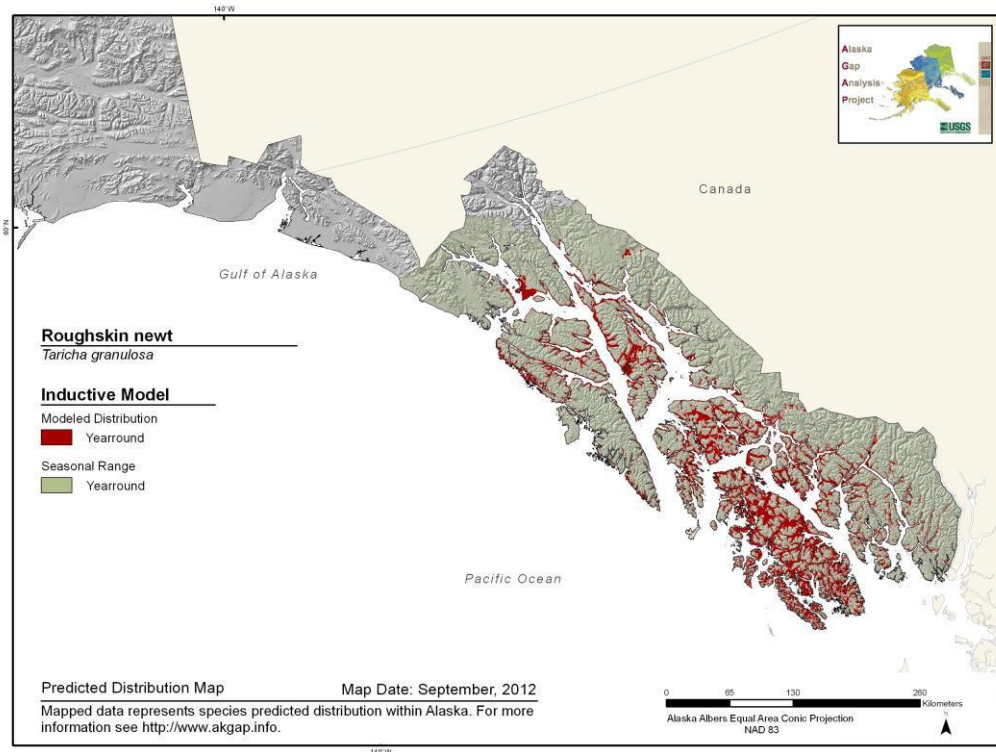 140°W
Alaska
Gap
Analysis
Project
USGS
Canada
60°N
Gulf of Alaska
Roughskin newt
Taricha granulosa
Inductive Model
Modeled Distribution
Yearround
Seasonal Range
Yearround
Pacific Ocean
Predicted Distribution Map Map Date: September, 2012
Mapped data represents species predicted distribution within Alaska. For more
information see http://www.akgap.info.
0 65 130 260
Kilometers
Alaska Albers Equal Area Conic Projection
NAD 83